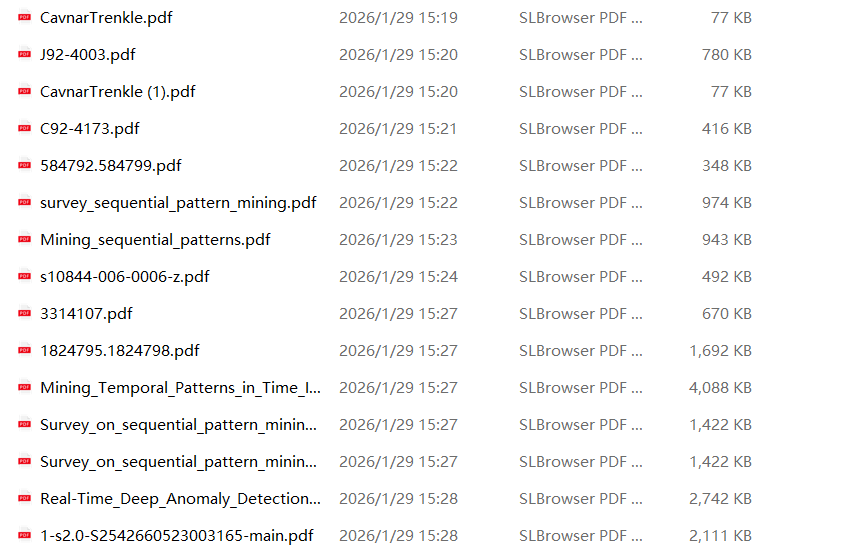 CavnarTrenkle.pdf 2026/1/29 15:19 SLBrowser PDF ... 77 KB
J92-4003.pdf 2026/1/29 15:20 SLBrowser PDF ... 780 KB
CavnarTrenkle (1).pdf 2026/1/29 15:20 SLBrowser PDF ... 77 KB
C92-4173.pdf 2026/1/29 15:21 SLBrowser PDF ... 416 KB
584792.584799.pdf 2026/1/29 15:22 SLBrowser PDF ... 348 KB
survey_sequential_pattern_mining.pdf 2026/1/29 15:22 SLBrowser PDF ... 974 KB
Mining_sequential_patterns.pdf 2026/1/29 15:23 SLBrowser PDF ... 943 KB
s10844-006-0006-z.pdf 2026/1/29 15:24 SLBrowser PDF ... 492 KB
3314107.pdf 2026/1/29 15:27 SLBrowser PDF ... 670 KB
1824795.1824798.pdf 2026/1/29 15:27 SLBrowser PDF ... 1,692 KB
Mining_Temporal_Patterns_in_Time_I... 2026/1/29 15:27 SLBrowser PDF ... 4,088 KB
Survey_on_sequential_pattern_minin... 2026/1/29 15:27 SLBrowser PDF ... 1,422 KB
Survey_on_sequential_pattern_minin... 2026/1/29 15:27 SLBrowser PDF ... 1,422 KB
Real-Time_Deep_Anomaly_Detection... 2026/1/29 15:28 SLBrowser PDF ... 2,742 KB
1-s2.0-S2542660523003165-main.pdf 2026/1/29 15:28 SLBrowser PDF ... 2,111 KB